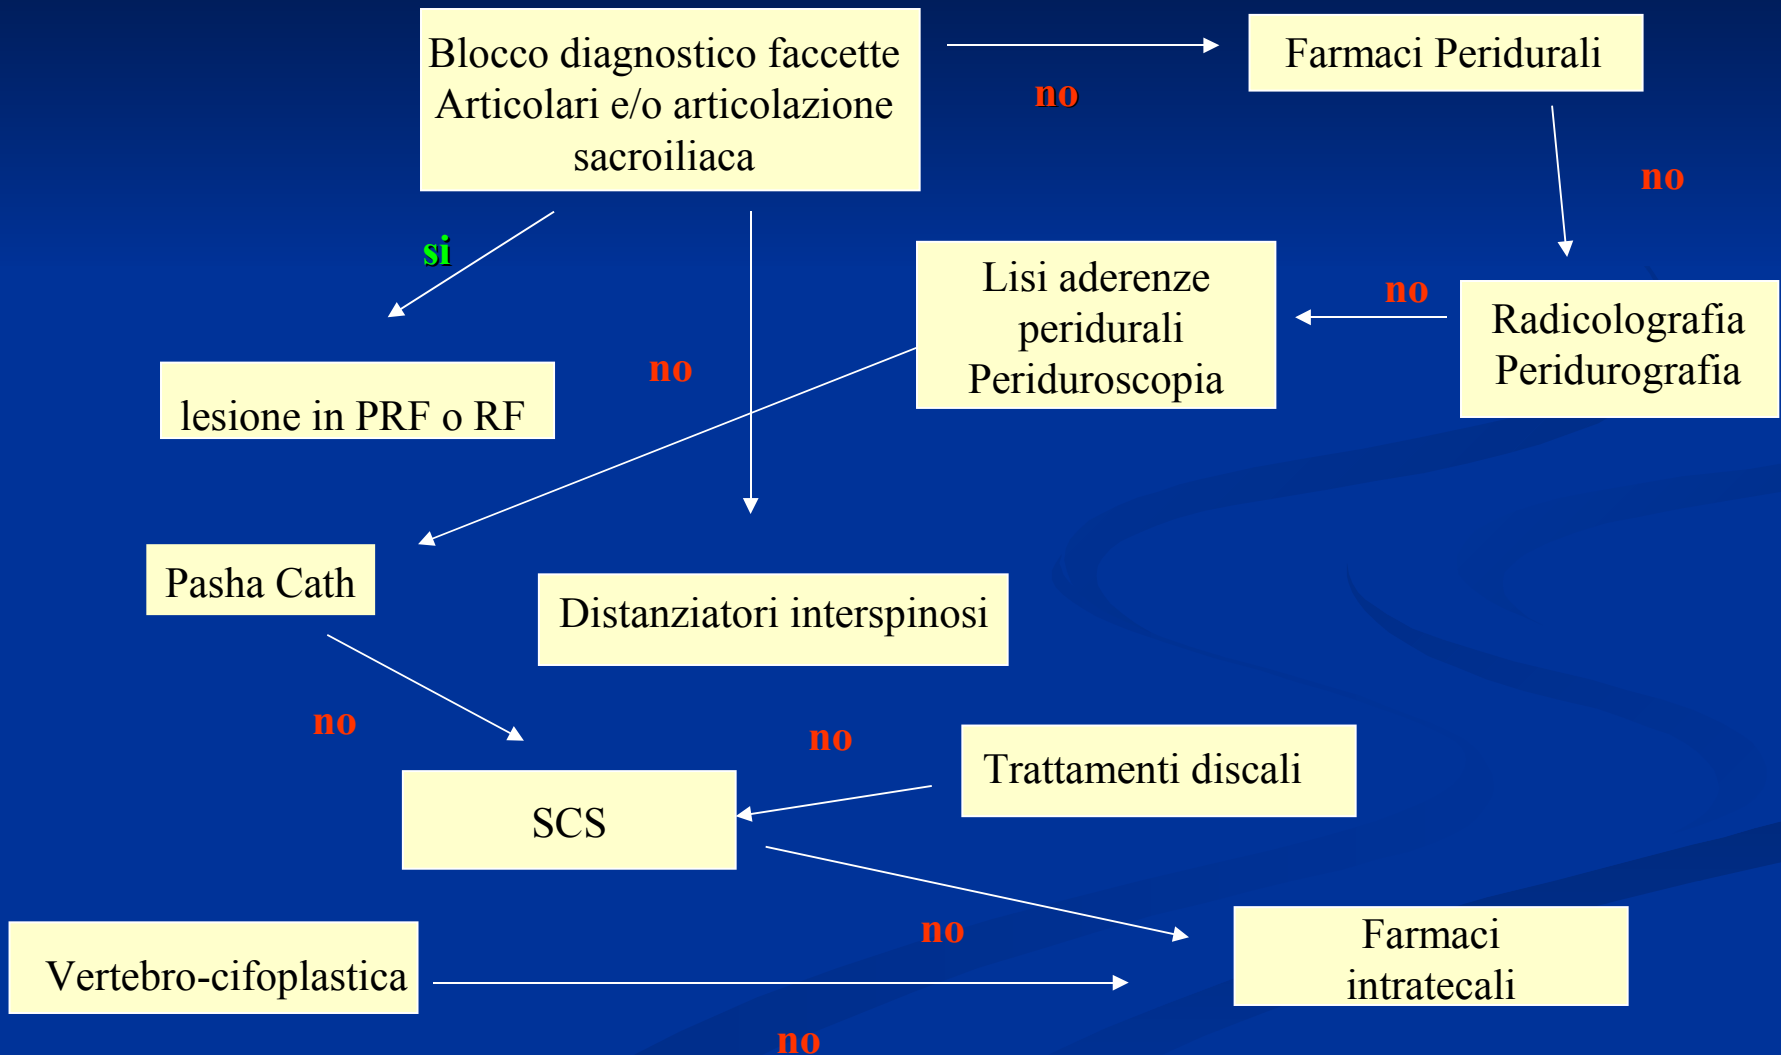 Blocco diagnostico faccette
Articolari e/o articolazione
sacroiliaca
no
Farmaci Peridurali
no
si
Lisi aderenze
peridurali
Periduroscopia
no
Radicolografia
Peridurografia
no
lesione in PRF o RF
Pasha Cath
Distanziatori interspinosi
no
no
Trattamenti discali
SCS
no
Farmaci
intratecali
Vertebro-cifoplastica
no